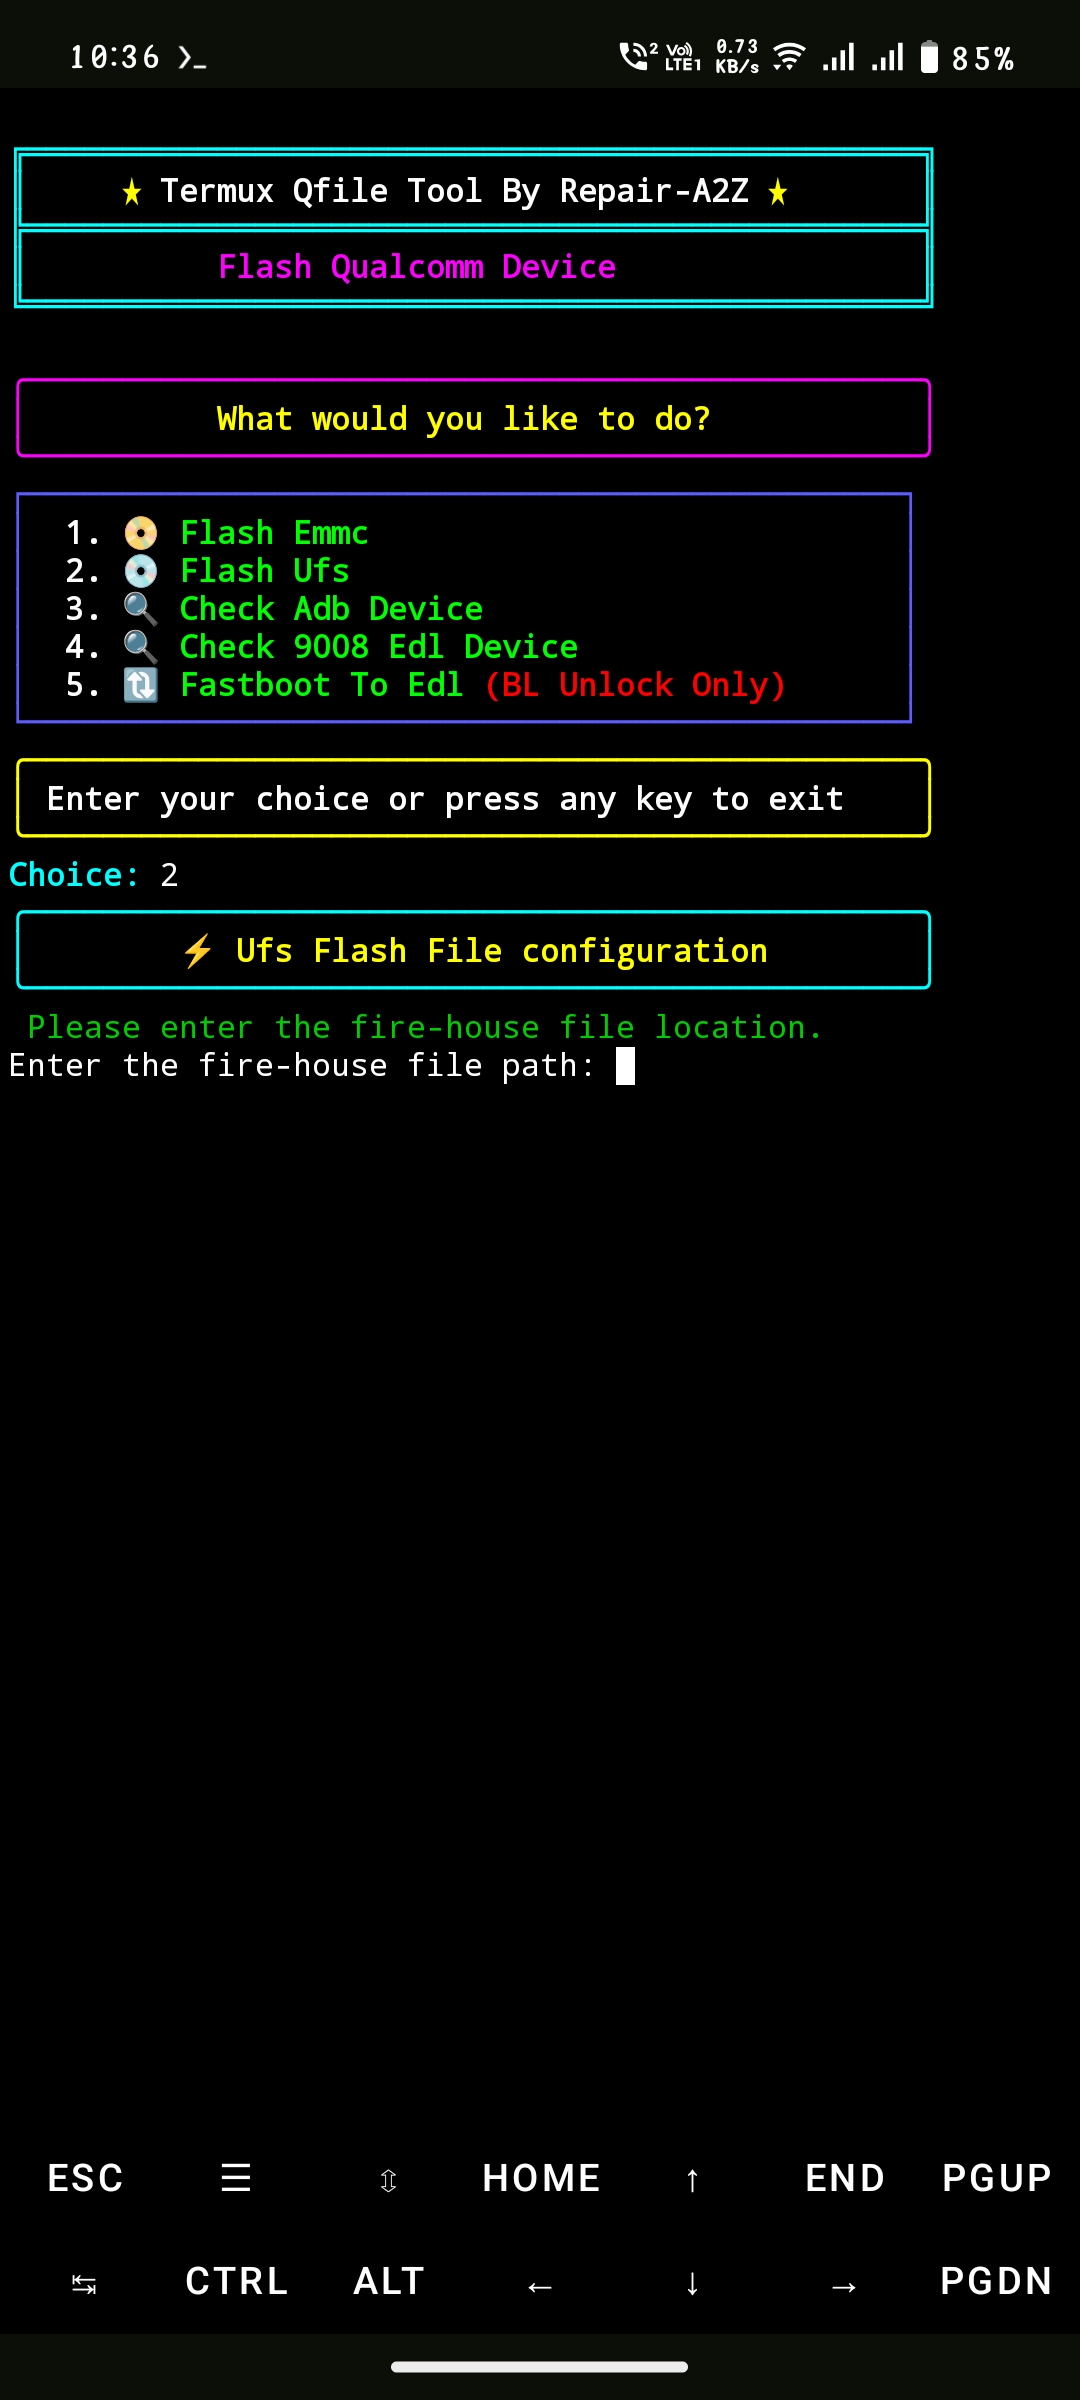 10:36 >_ 2 Vo)) LTE1 0.73 KB/s 85%
★ Termux Qfile Tool By Repair-A2Z ★
Flash Qualcomm Device
What would you like to do?
1. 📀 Flash Emmc
2. 💿 Flash Ufs
3. 🔍 Check Adb Device
4. 🔍 Check 9008 Edl Device
5. 🔃 Fastboot To Edl (BL Unlock Only)
Enter your choice or press any key to exit
Choice: 2
⚡ Ufs Flash File configuration
Please enter the fire-house file location.
Enter the fire-house file path:
ESC ☰ ⇳ HOME ↑ END PGUP
↹ CTRL ALT ← ↓ → PGDN